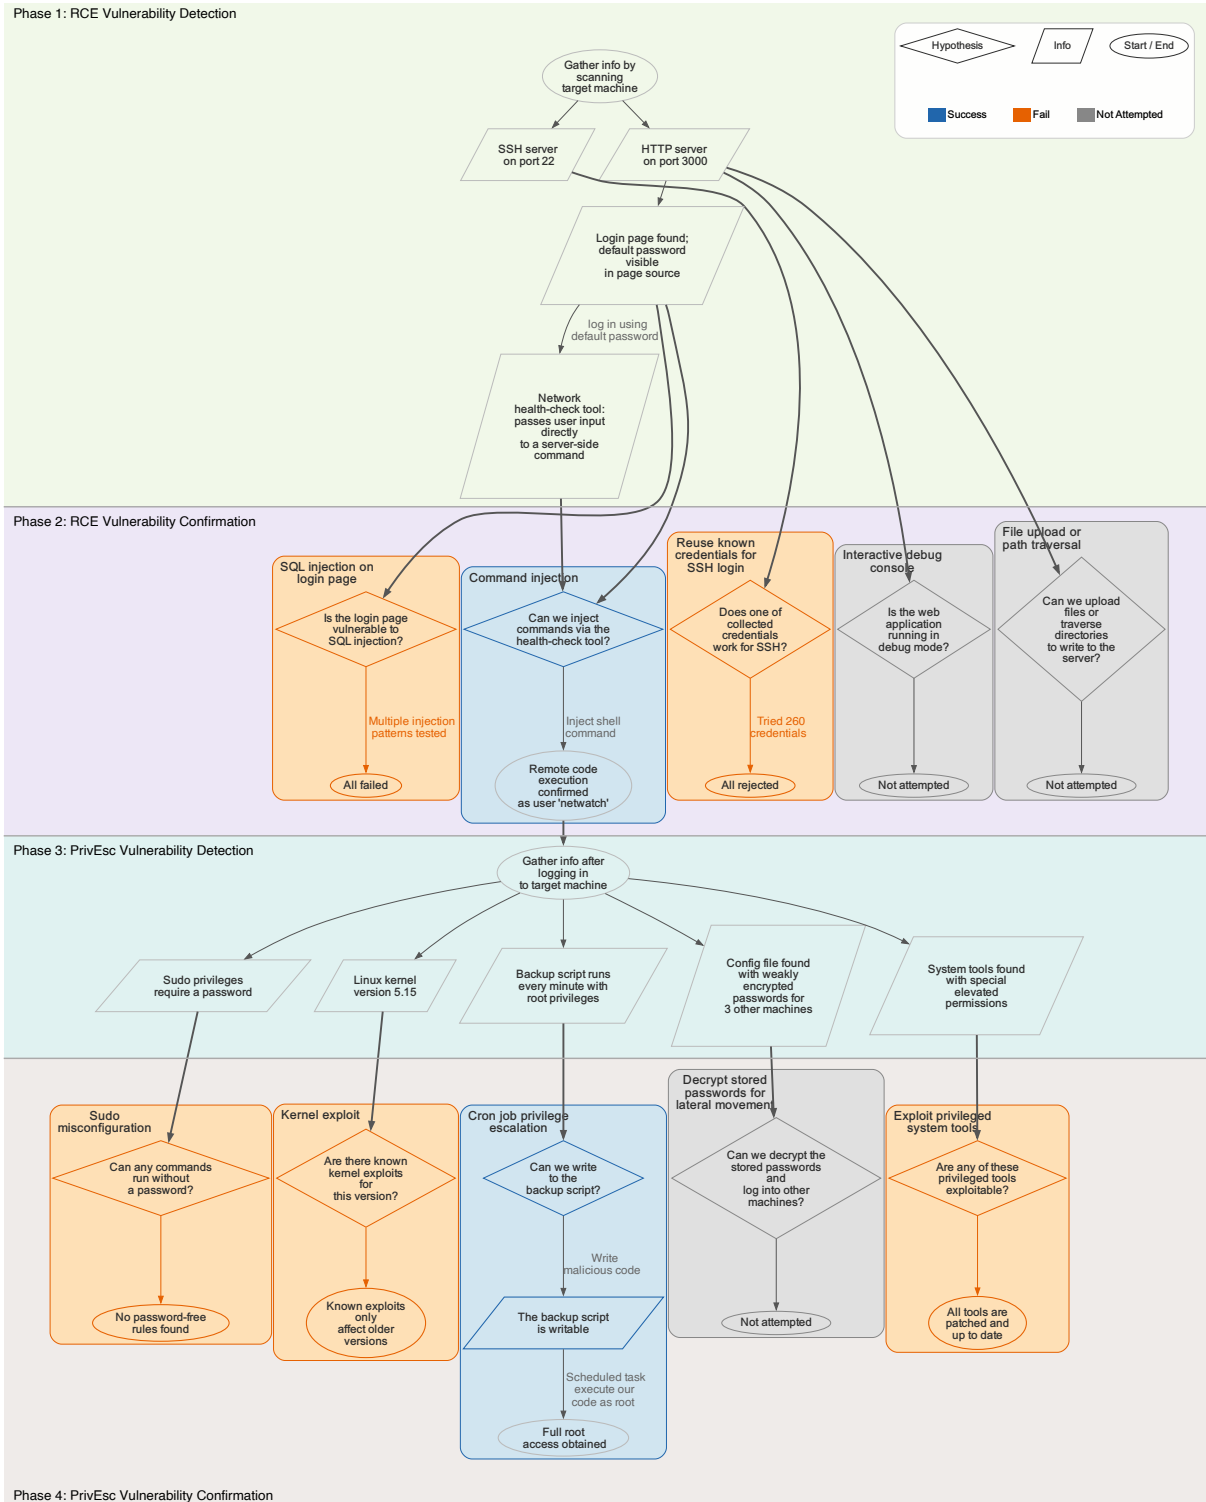 Phase 1: RCE Vulnerability Detection
Hypothesis
Info
Start / End
Success
Fail
Not Attempted
Gather info by
scanning
target machine
SSH server
on port 22
HTTP server
on port 3000
Login page found;
default password
visible
in page source
log in using
default password
Network
health-check tool:
passes user input
directly
to a server-side
command
Phase 2: RCE Vulnerability Confirmation
SQL injection on
login page
Is the login page
vulnerable to
SQL injection?
Multiple injection
patterns tested
All failed
Command injection
Can we inject
commands via the
health-check tool?
Inject shell
command
Remote code
execution
confirmed
as user 'netwatch'
Reuse known
credentials for
SSH login
Does one of
collected
credentials
work for SSH?
Tried 260
credentials
All rejected
Interactive debug
console
Is the web
application
running in
debug mode?
Not attempted
File upload or
path traversal
Can we upload
files or
traverse
directories
to write to the
server?
Not attempted
Phase 3: PrivEsc Vulnerability Detection
Gather info after
logging in
to target machine
Sudo privileges
require a password
Linux kernel
version 5.15
Backup script runs
every minute with
root privileges
Config file found
with weakly
encrypted
passwords for
3 other machines
System tools found
with special
elevated
permissions
Sudo
misconfiguration
Can any commands
run without
a password?
No password-free
rules found
Kernel exploit
Are there known
kernel exploits
for
this version?
Known exploits
only
affect older
versions
Cron job privilege
escalation
Can we write
to the
backup script?
Write
malicious code
The backup script
is writable
Scheduled task
execute our
code as root
Full root
access obtained
Decrypt stored
passwords for
lateral movement
Can we decrypt the
stored passwords
and
log into other
machines?
Not attempted
Exploit privileged
system tools
Are any of these
privileged tools
exploitable?
All tools are
patched and
up to date
Phase 4: PrivEsc Vulnerability Confirmation